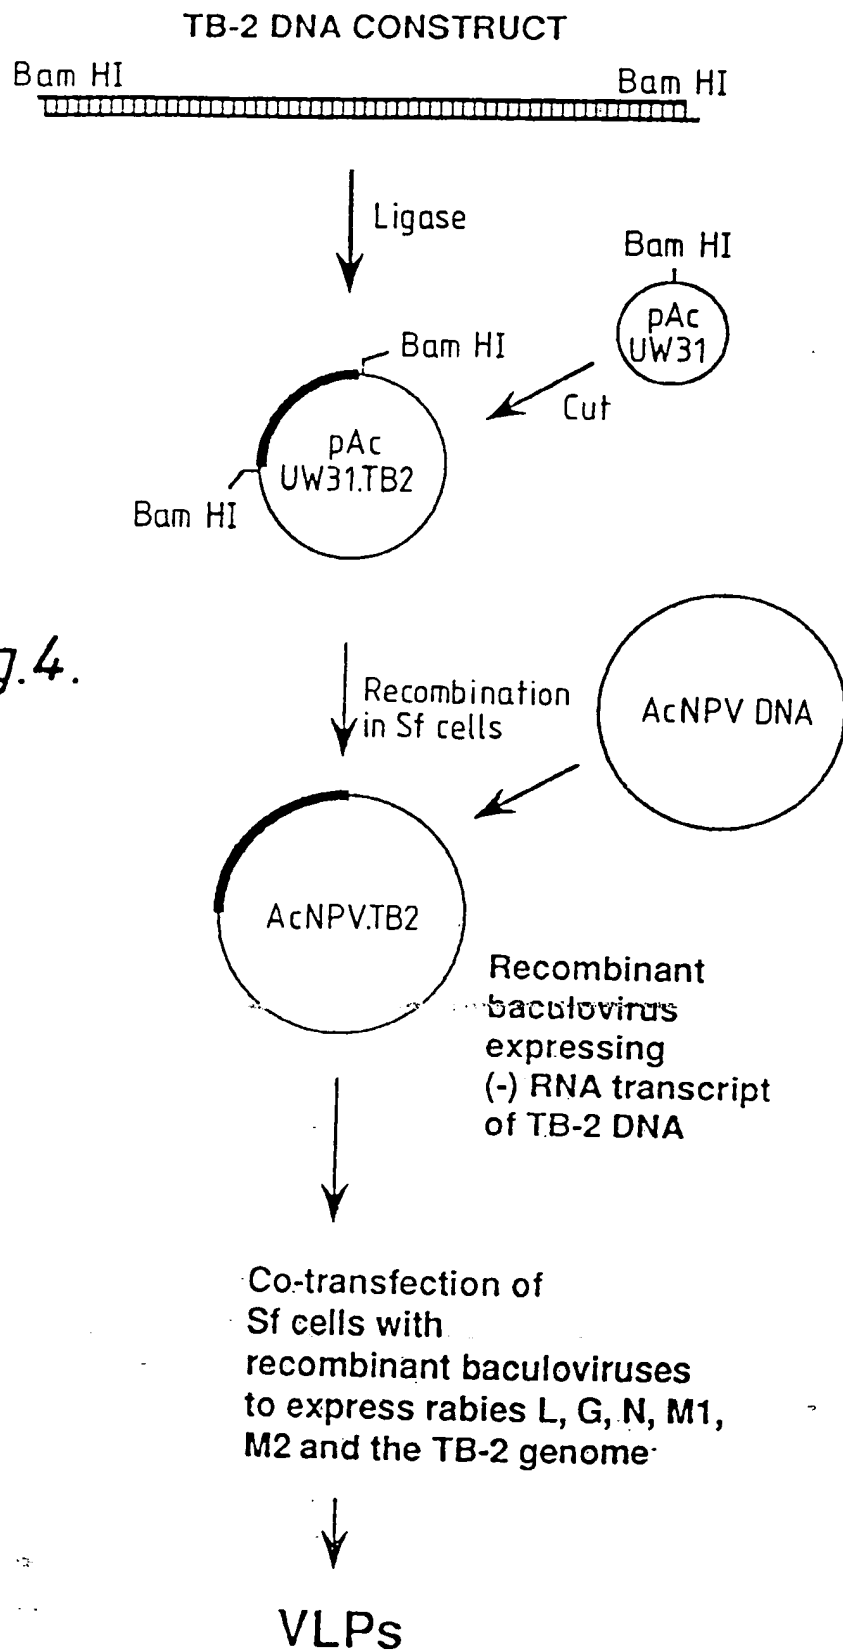 TB-2 DNA CONSTRUCT
Bam HI
Bam HI
Ligase
Bam HI
pAc
UW31
Cut
Bam HI
pAc
UW31.TB2
Bam HI
g.4.
Recombination
in Sf cells
AcNPV DNA
AcNPV.TB2
Recombinant
baculovirus
expressing
(-) RNA transcript
of TB-2 DNA
Co-transfection of
Sf cells with
recombinant baculoviruses
to express rabies L, G, N, M1,
M2 and the TB-2 genome
VLPs